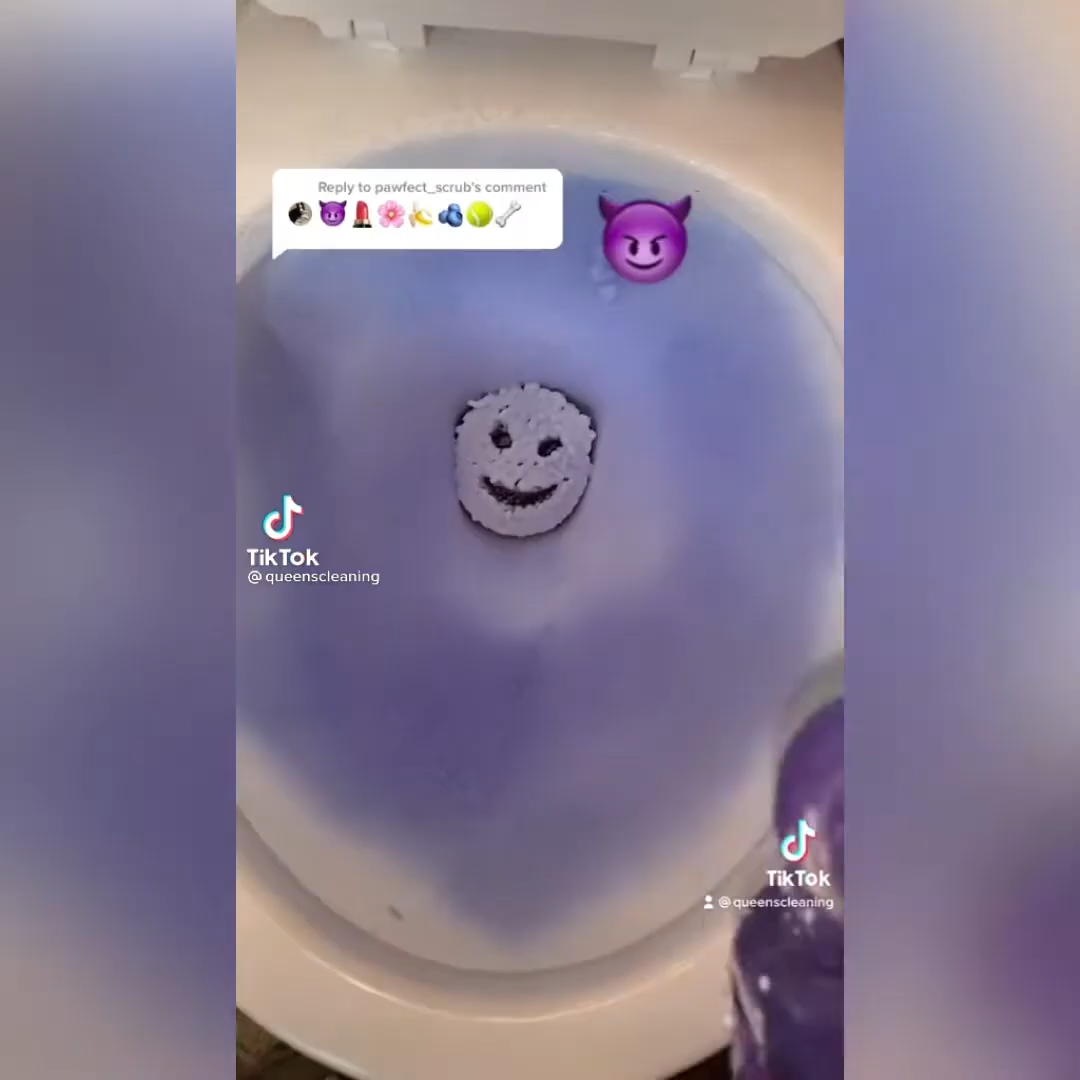 Reply to pawfect_scrub's comment
😈💄🌸🍌🫐🎾🦴
TikTok
@queenscleaning
TikTok
@queenscleaning